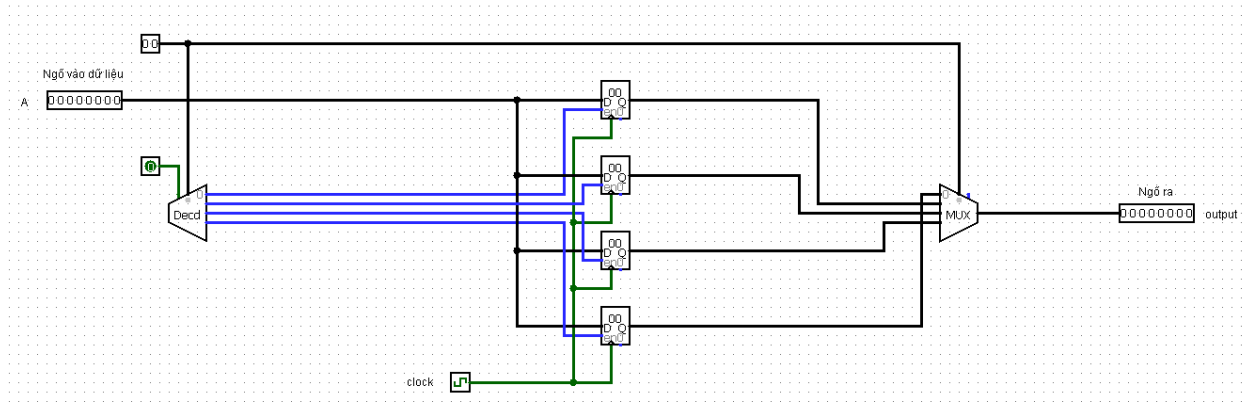 00
Ngõ vào dữ liệu
A
00000000
0
Decd
0
00
D Q
en0
00
D Q
en0
00
D Q
en0
00
D Q
en0
0
MUX
Ngõ ra
00000000
output
clock